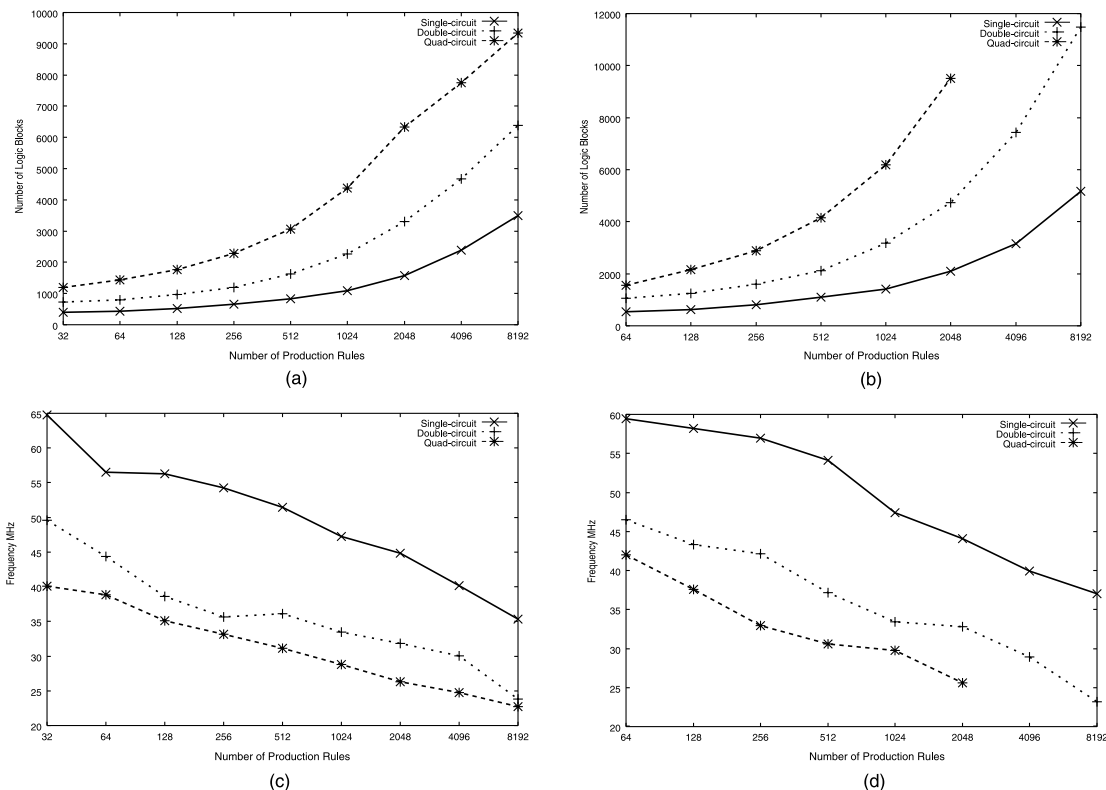 10000
9000
8000
7000
6000
5000
4000
3000
2000
1000
0
Number of Logic Blocks
Single-circuit
Double-circuit
Quad-circuit
32 64 128 256 512 1024 2048 4096 8192
Number of Production Rules
(a)
12000
10000
8000
6000
4000
2000
0
Number of Logic Blocks
Single-circuit
Double-circuit
Quad-circuit
64 128 256 512 1024 2048 4096 8192
Number of Production Rules
(b)
65
60
55
50
45
40
35
30
25
20
Frequency MHz
Single-circuit
Double-circuit
Quad-circuit
32 64 128 256 512 1024 2048 4096 8192
Number of Production Rules
(c)
60
55
50
45
40
35
30
25
20
Frequency MHz
Single-circuit
Double-circuit
Quad-circuit
64 128 256 512 1024 2048 4096 8192
Number of Production Rules
(d)